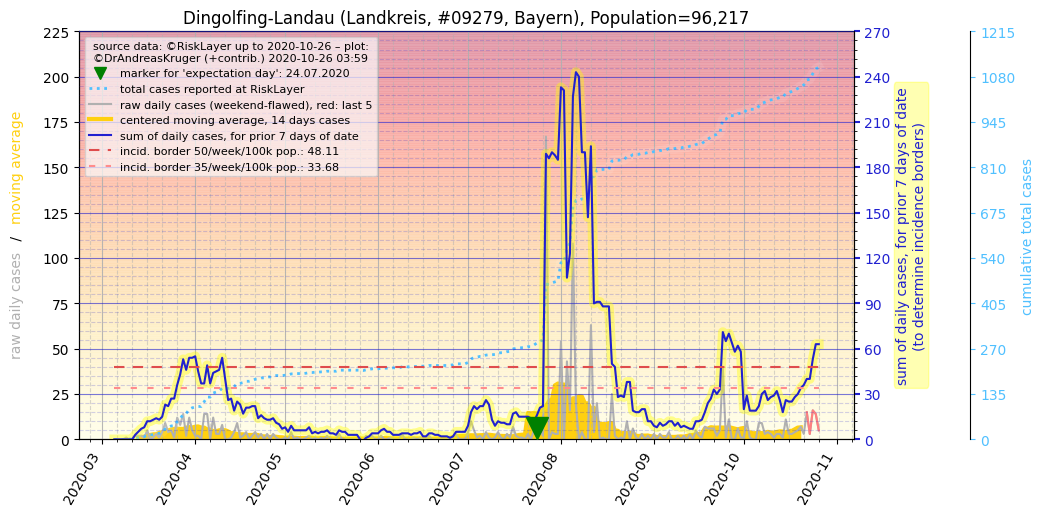 Dingolfing-Landau (Landkreis, #09279, Bayern), Population=96,217
source data: ©RiskLayer up to 2020-10-26 – plot:
©DrAndreasKruger (+contrib.) 2020-10-26 03:59
marker for 'expectation day': 24.07.2020
total cases reported at RiskLayer
raw daily cases (weekend-flawed), red: last 5
centered moving average, 14 days cases
sum of daily cases, for prior 7 days of date
incid. border 50/week/100k pop.: 48.11
incid. border 35/week/100k pop.: 33.68
raw daily cases / moving average
225
200
175
150
125
100
75
50
25
0
270
240
210
180
150
120
90
60
30
0
sum of daily cases, for prior 7 days of date
(to determine incidence borders)
1215
1080
945
810
675
540
405
270
135
0
cumulative total cases
2020-03
2020-04
2020-05
2020-06
2020-07
2020-08
2020-09
2020-10
2020-11